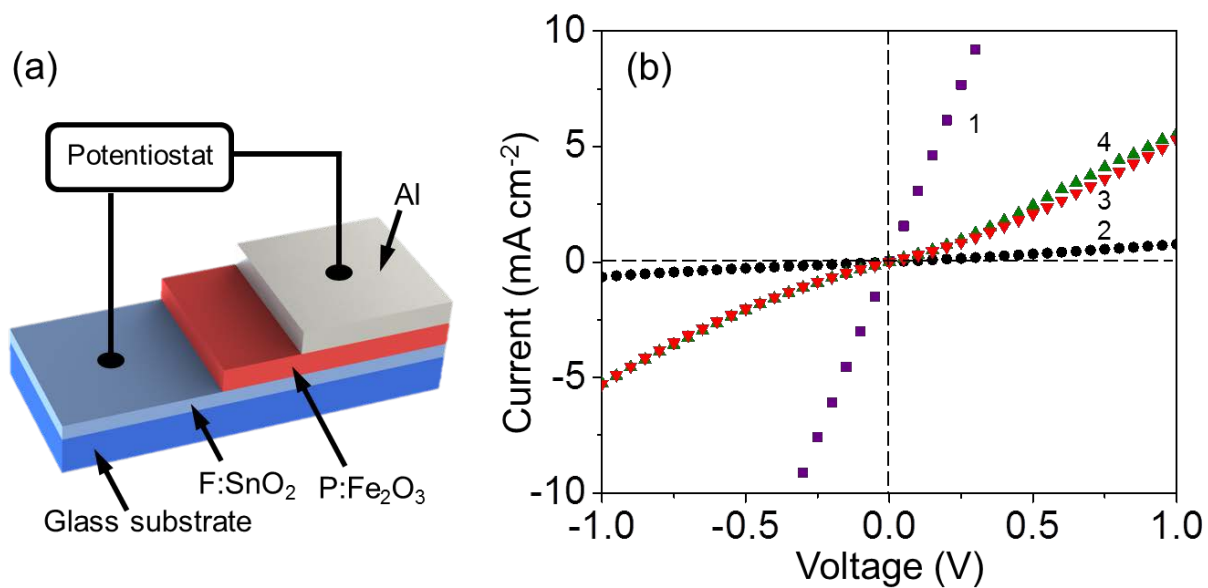 (a)
Potentiostat
Al
F:SnO₂
P:Fe₂O₃
Glass substrate
(b)
10
5
0
-5
-10
Current (mA cm⁻²)
1
4
3
2
-1.0
-0.5
0.0
0.5
1.0
Voltage (V)